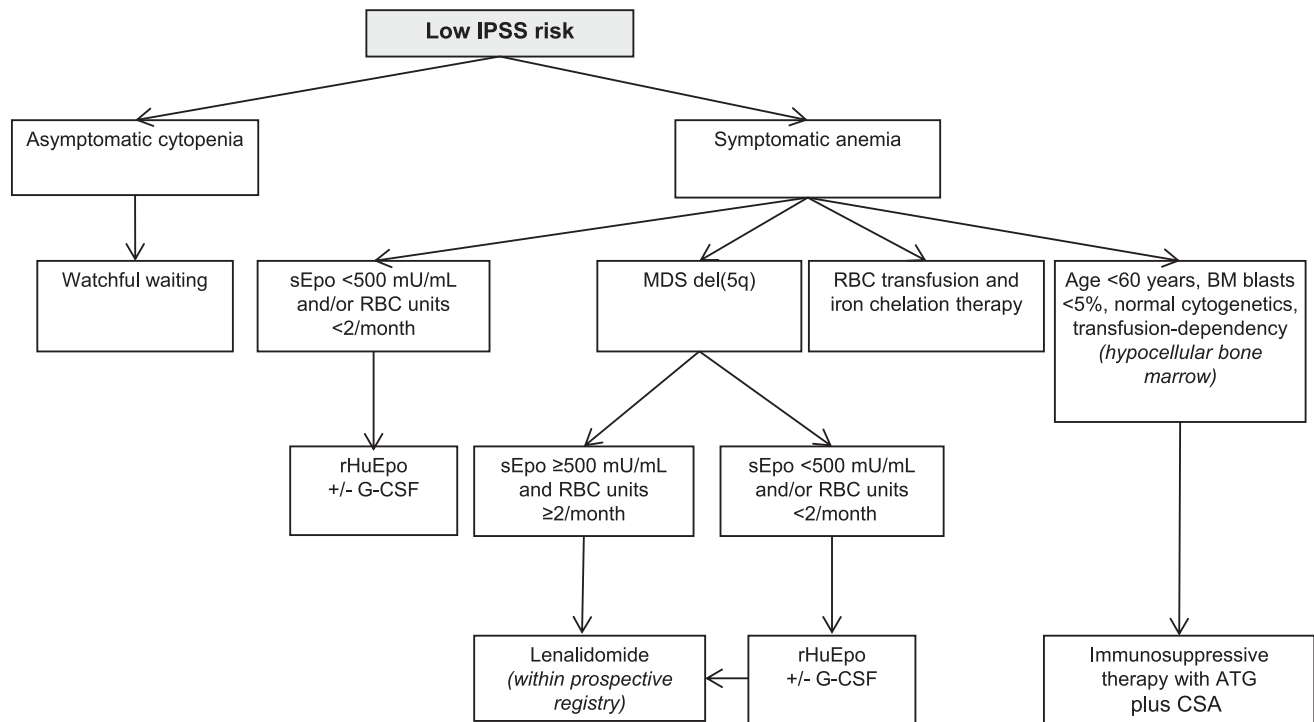 Low IPSS risk
Asymptomatic cytopenia
Symptomatic anemia
Watchful waiting
sEpo <500 mU/mL
and/or RBC units
<2/month
MDS del(5q)
RBC transfusion and
iron chelation therapy
Age <60 years, BM blasts
<5%, normal cytogenetics,
transfusion-dependency
(hypocellular bone
marrow)
rHuEpo
+/- G-CSF
sEpo ≥500 mU/mL
and RBC units
≥2/month
sEpo <500 mU/mL
and/or RBC units
<2/month
Lenalidomide
(within prospective
registry)
rHuEpo
+/- G-CSF
Immunosuppressive
therapy with ATG
plus CSA